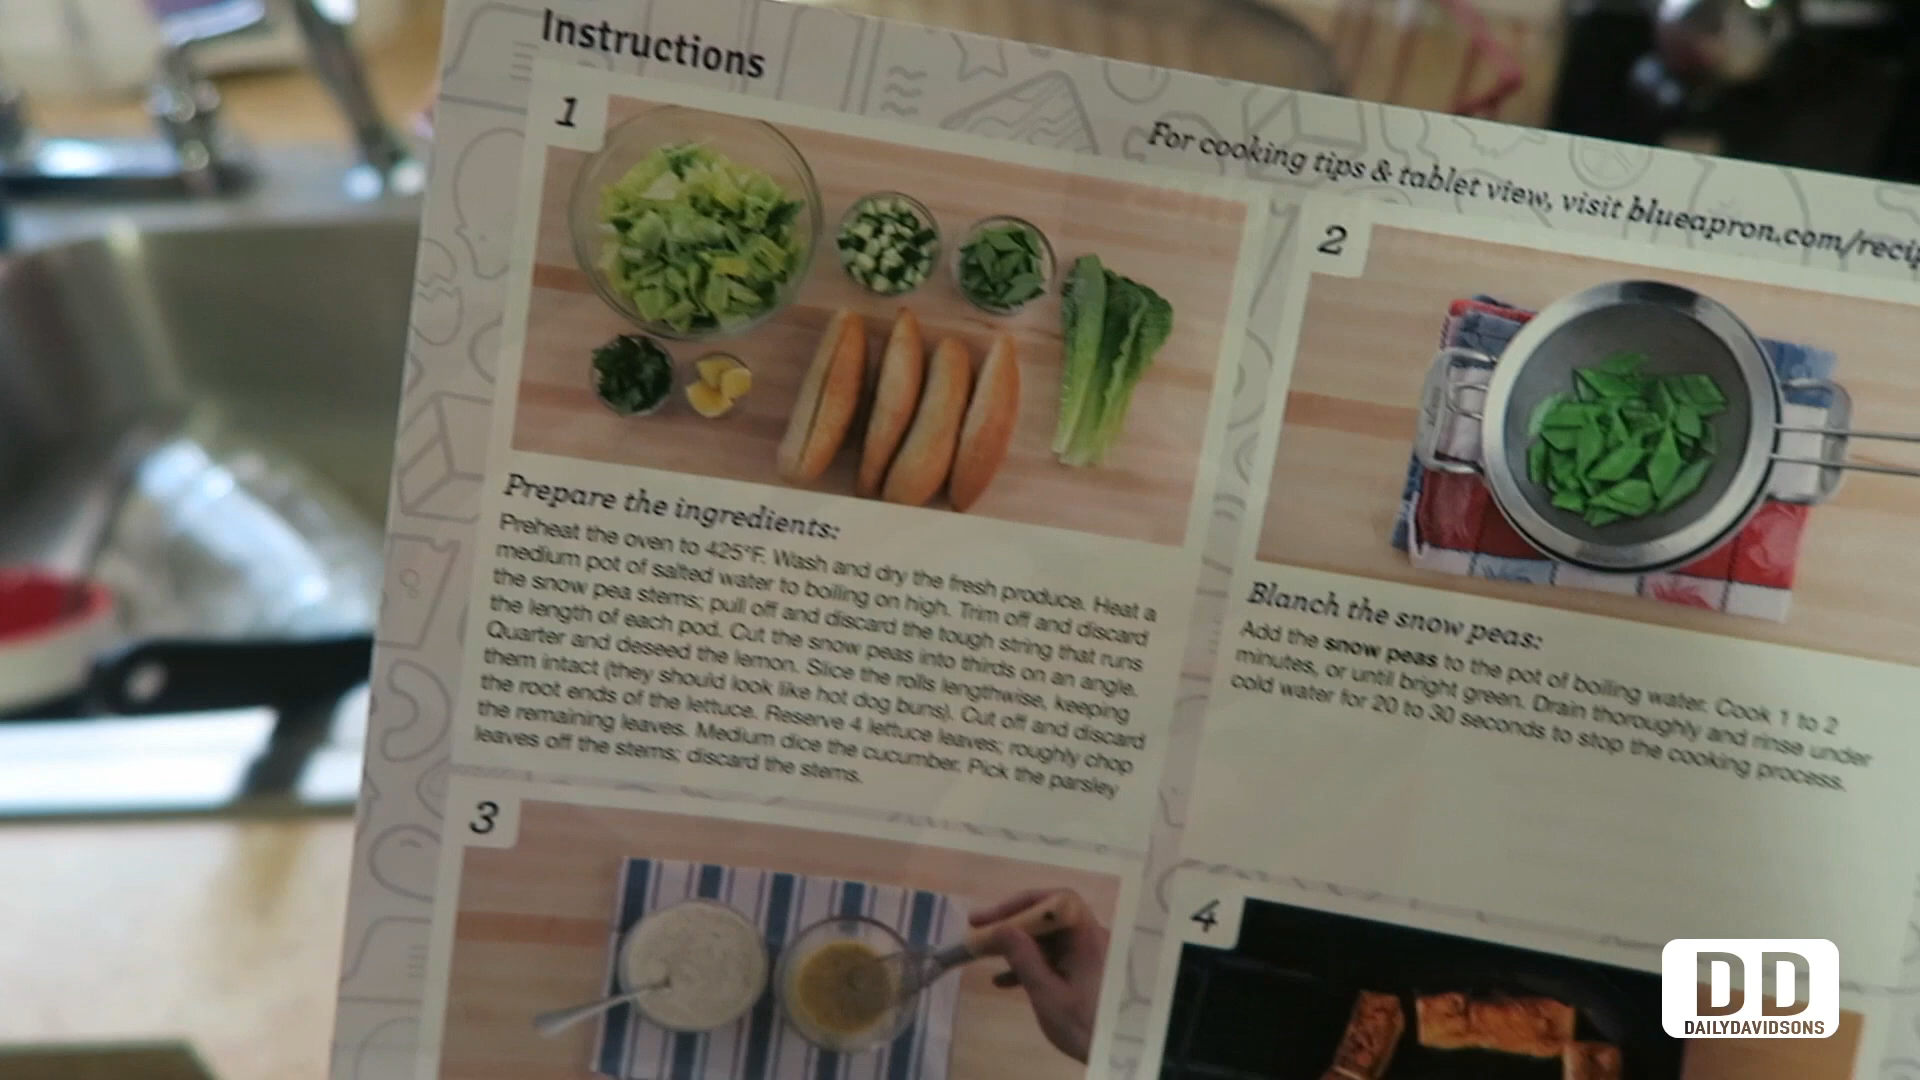 Instructions
For cooking tips & tablet view, visit blueapron.com/recip
1
Prepare the ingredients:
Preheat the oven to 425°F. Wash and dry the fresh produce. Heat a
medium pot of salted water to boiling on high. Trim off and discard
the snow pea stems; pull off and discard the tough string that runs
the length of each pod. Cut the snow peas into thirds on an angle.
Quarter and deseed the lemon. Slice the rolls lengthwise, keeping
them intact (they should look like hot dog buns). Cut off and discard
the root ends of the lettuce. Reserve 4 lettuce leaves; roughly chop
the remaining leaves. Medium dice the cucumber. Pick the parsley
leaves off the stems; discard the stems.
2
Blanch the snow peas:
Add the snow peas to the pot of boiling water. Cook 1 to 2
minutes, or until bright green. Drain thoroughly and rinse under
cold water for 20 to 30 seconds to stop the cooking process.
3
4
DD
DAILYDAVIDSONS